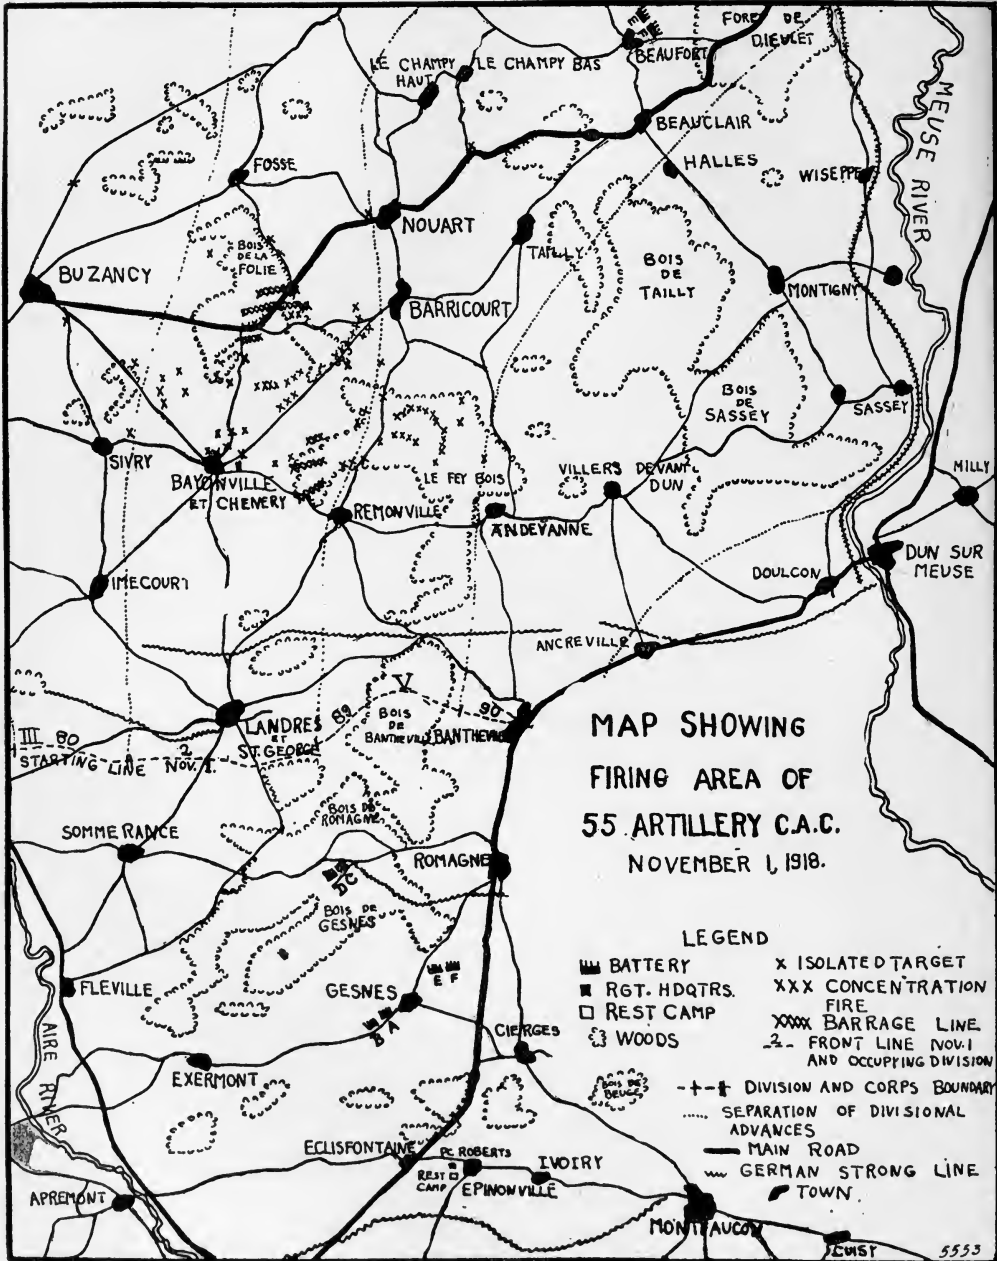 FORET DE
DIEULET
LE CHAMPY
HAUT
LE CHAMPY BAS
E F
BEAUFORT
MEUSE RIVER
BEAUCLAIR
FOSSE
HALLES
WISEPPE
NOUART
TAILLY
BOIS
DE LA
FOLIE
BOIS
DE
TAILLY
BUZANCY
MONTIGNY
BARRICOURT
BOIS
DE
SASSEY
SASSEY
SIVRY
BAYONVILLE
ET CHENERY
LE FEY BOIS
VILLERS DEVANT
DUN
MILLY
REMONVILLE
ANDEVANNE
IMECOURT
DOULCON
DUN SUR
MEUSE
ANCREVILLE
V
89
90
LANDRES
ET
ST. GEORGE
BOIS
DE
BANTHEVILLE
BANTHEVILLE
III 80
2
STARTING LINE NOV. 1.
MAP SHOWING
FIRING AREA OF
55 ARTILLERY C.A.C.
NOVEMBER 1, 1918.
BOIS DE
ROMAGNE
SOMMERANCE
ROMAGNE
D C
BOIS DE
GESNES
E F
FLEVILLE
GESNES
B A
CIERGES
AIRE RIVER
EXERMONT
BOIS DE
BEUGE
LEGEND
BATTERY
RGT. HDQTRS.
REST CAMP
WOODS
X ISOLATED TARGET
XXX CONCENTRATION
FIRE
XXXX BARRAGE LINE
-2- FRONT LINE NOV. 1
AND OCCUPPING DIVISION
DIVISION AND CORPS BOUNDARY
SEPARATION OF DIVISIONAL
ADVANCES
MAIN ROAD
GERMAN STRONG LINE
TOWN.
ECLISFONTAINE
PC ROBERTS
REST
CAMP
EPINONVILLE
IVOIRY
APREMONT
MONTFAUCON
CUISY
5553